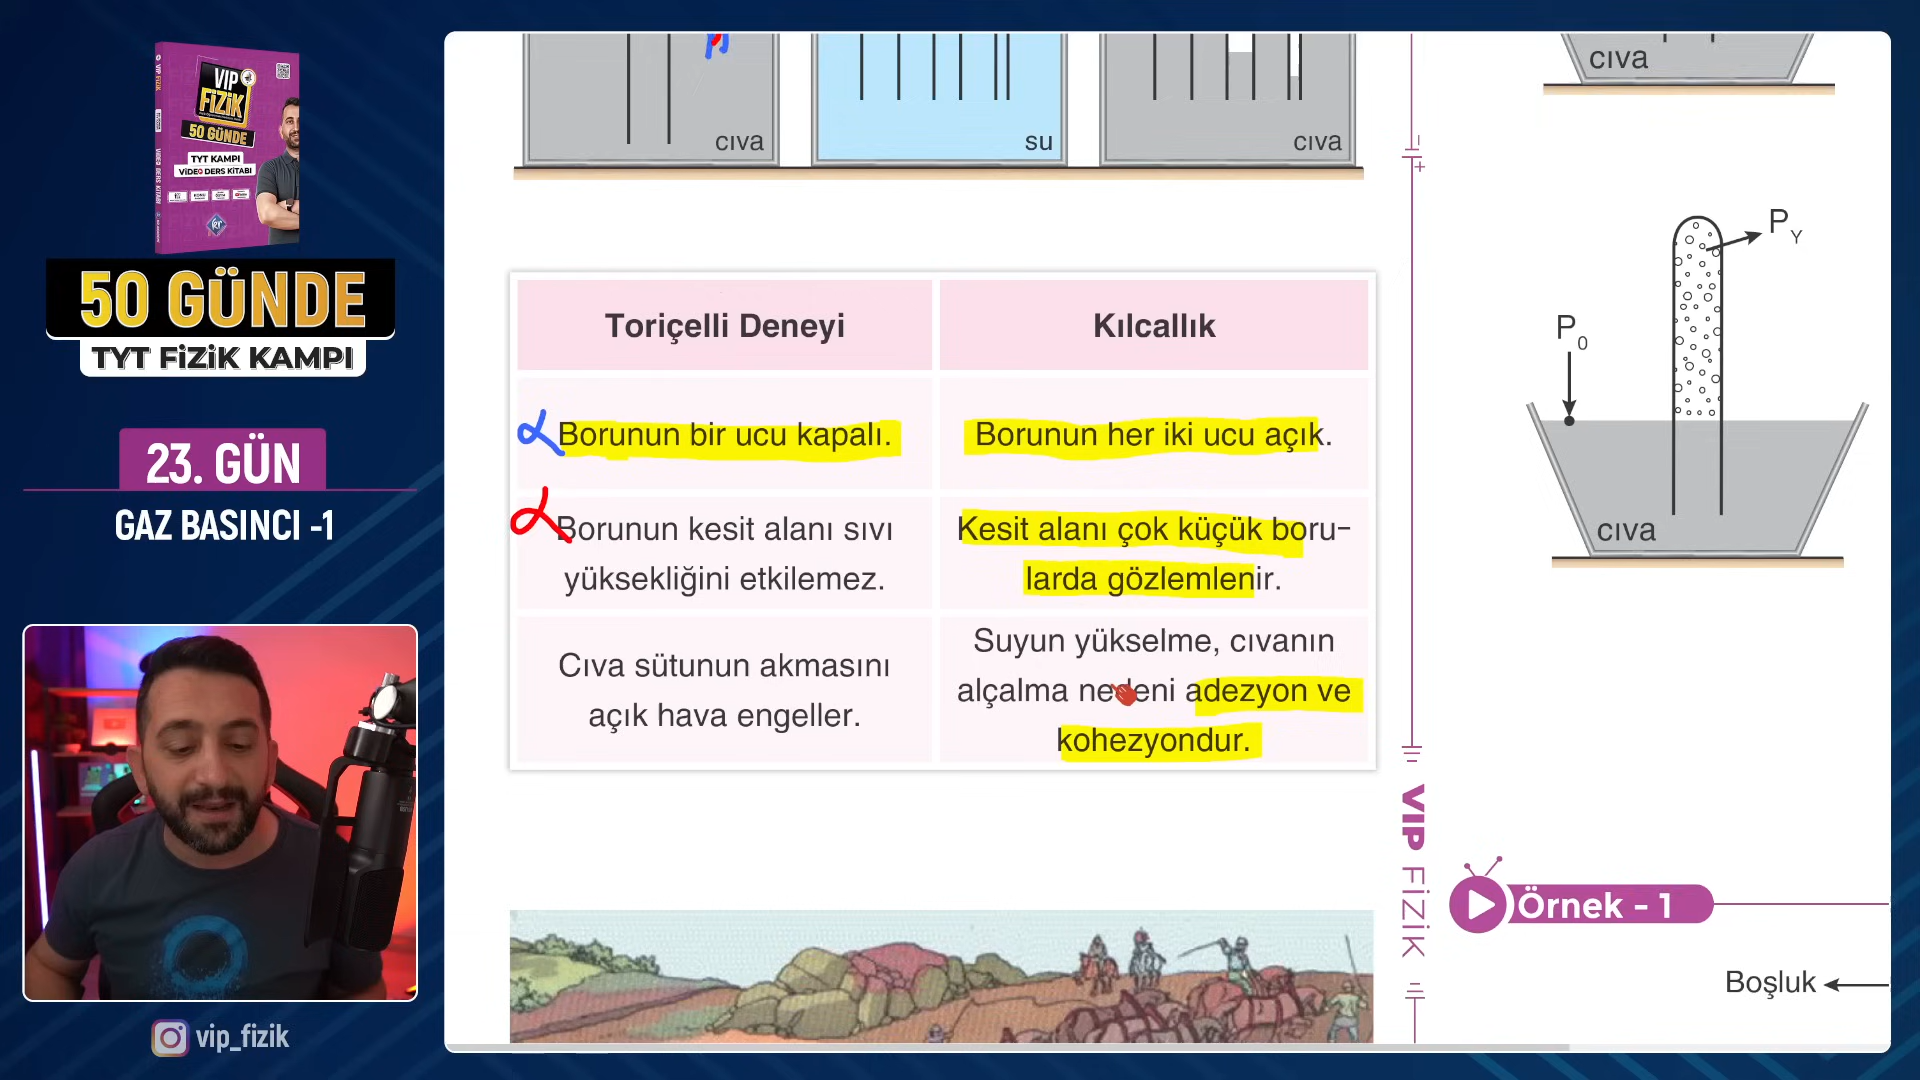 VIP
FİZİK
50 GÜNDE
TYT KAMPI
VİDEO DERS KİTABI
50 GÜNDE
TYT FİZİK KAMPI
23. GÜN
GAZ BASINCI -1
vip_fizik
cıva
su
cıva
Toriçelli Deneyi
Kılcallık
Borunun bir ucu kapalı.
Borunun her iki ucu açık.
Borunun kesit alanı sıvı
yüksekliğini etkilemez.
Kesit alanı çok küçük boru-
larda gözlemlenir.
Cıva sütunun akmasını
açık hava engeller.
Suyun yükselme, cıvanın
alçalma nedeni adezyon ve
kohezyondur.
VIP FİZİK
cıva
PY
P0
cıva
Örnek - 1
Boşluk